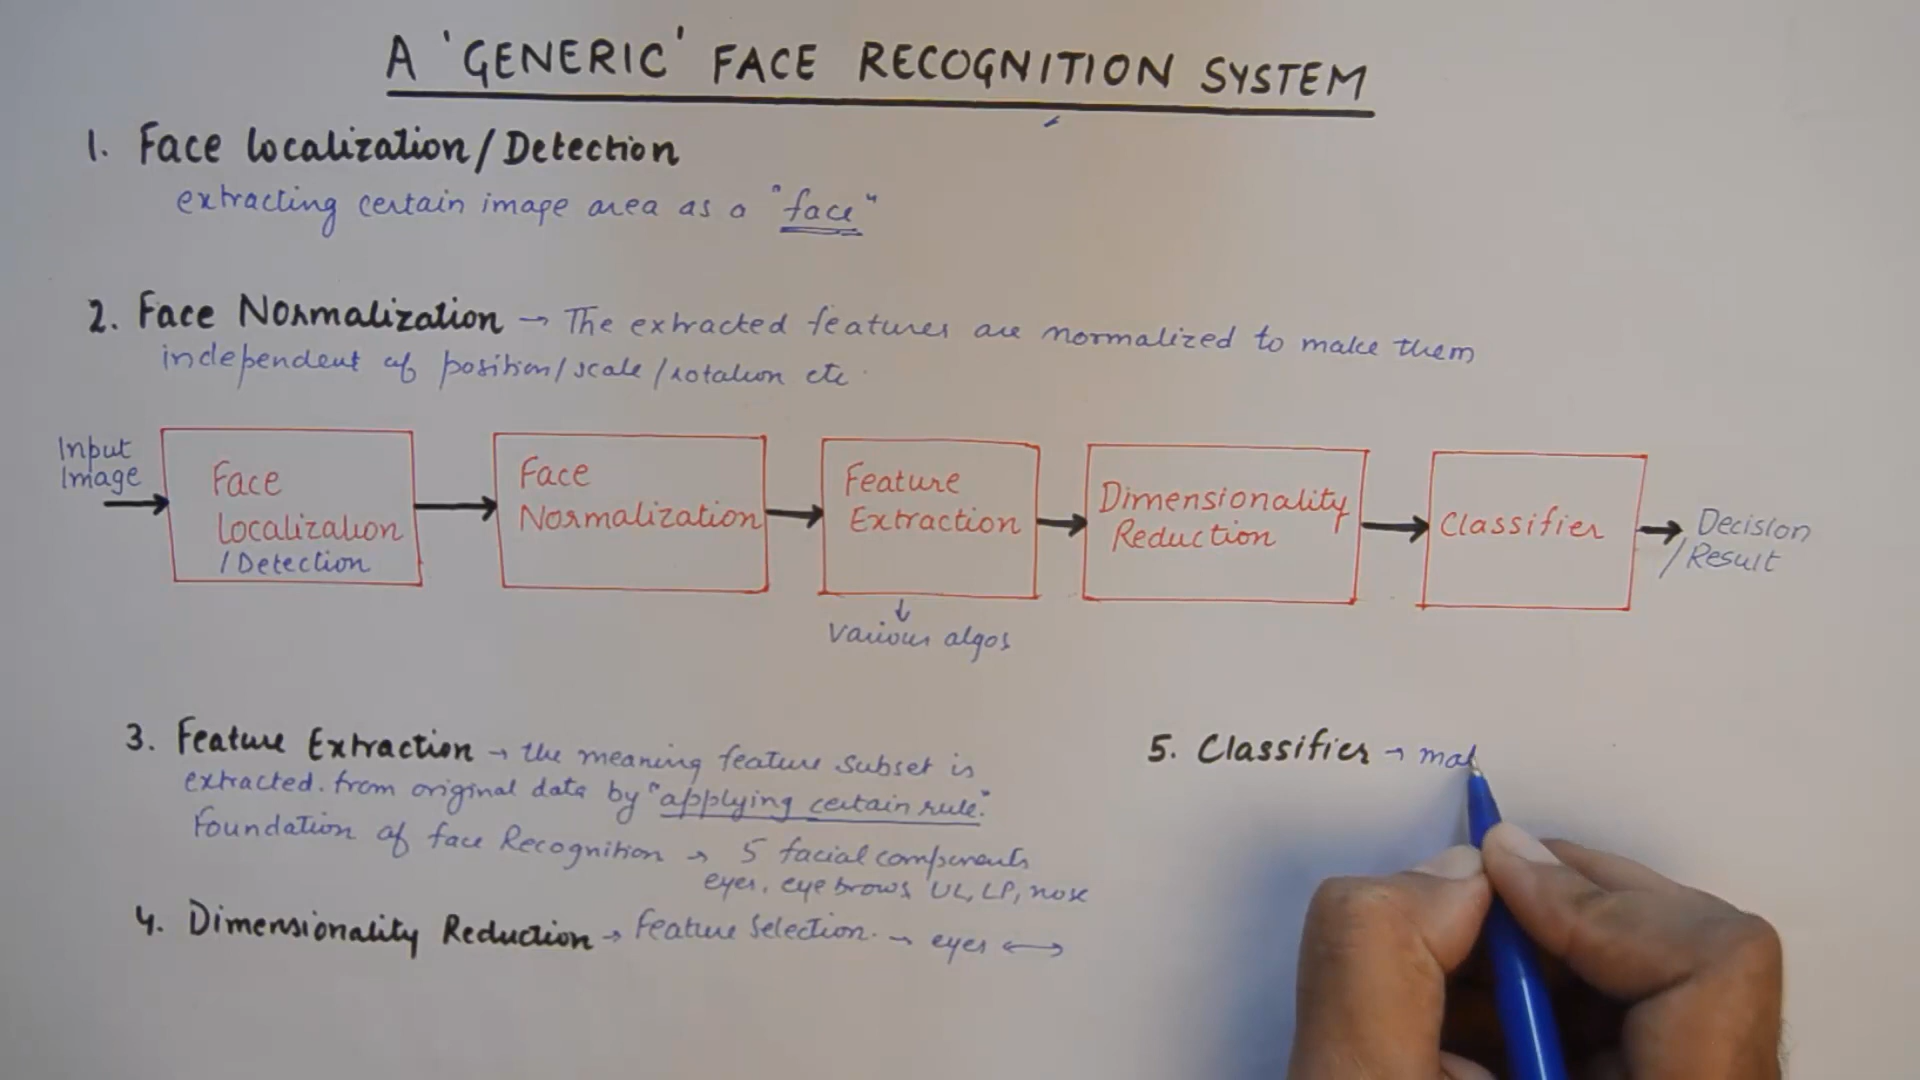 A 'GENERIC' FACE RECOGNITION SYSTEM
1. Face Localization/Detection
extracting certain image area as a "face"
2. Face Normalization → The extracted features are normalized to make them
independent of position/scale/rotation etc.
Input
Image
Face
Localization
/Detection
Face
Normalization
Feature
Extraction
Dimensionality
Reduction
Classifier
Decision
/Result
Various algos
3. Feature Extraction → the meaning feature subset is
extracted. from original data by "applying certain rule."
Foundation of face Recognition → 5 facial components
eyes, eyebrows UL, LP, nose
4. Dimensionality Reduction → Feature Selection. → eyes ↔
5. Classifier → mak